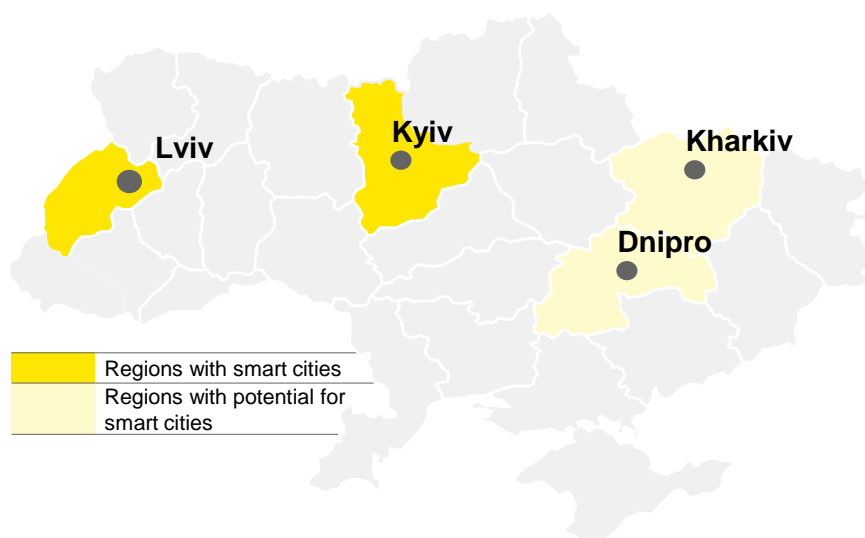 Lviv
Kyiv
Kharkiv
Dnipro
Regions with smart cities
Regions with potential for
smart cities